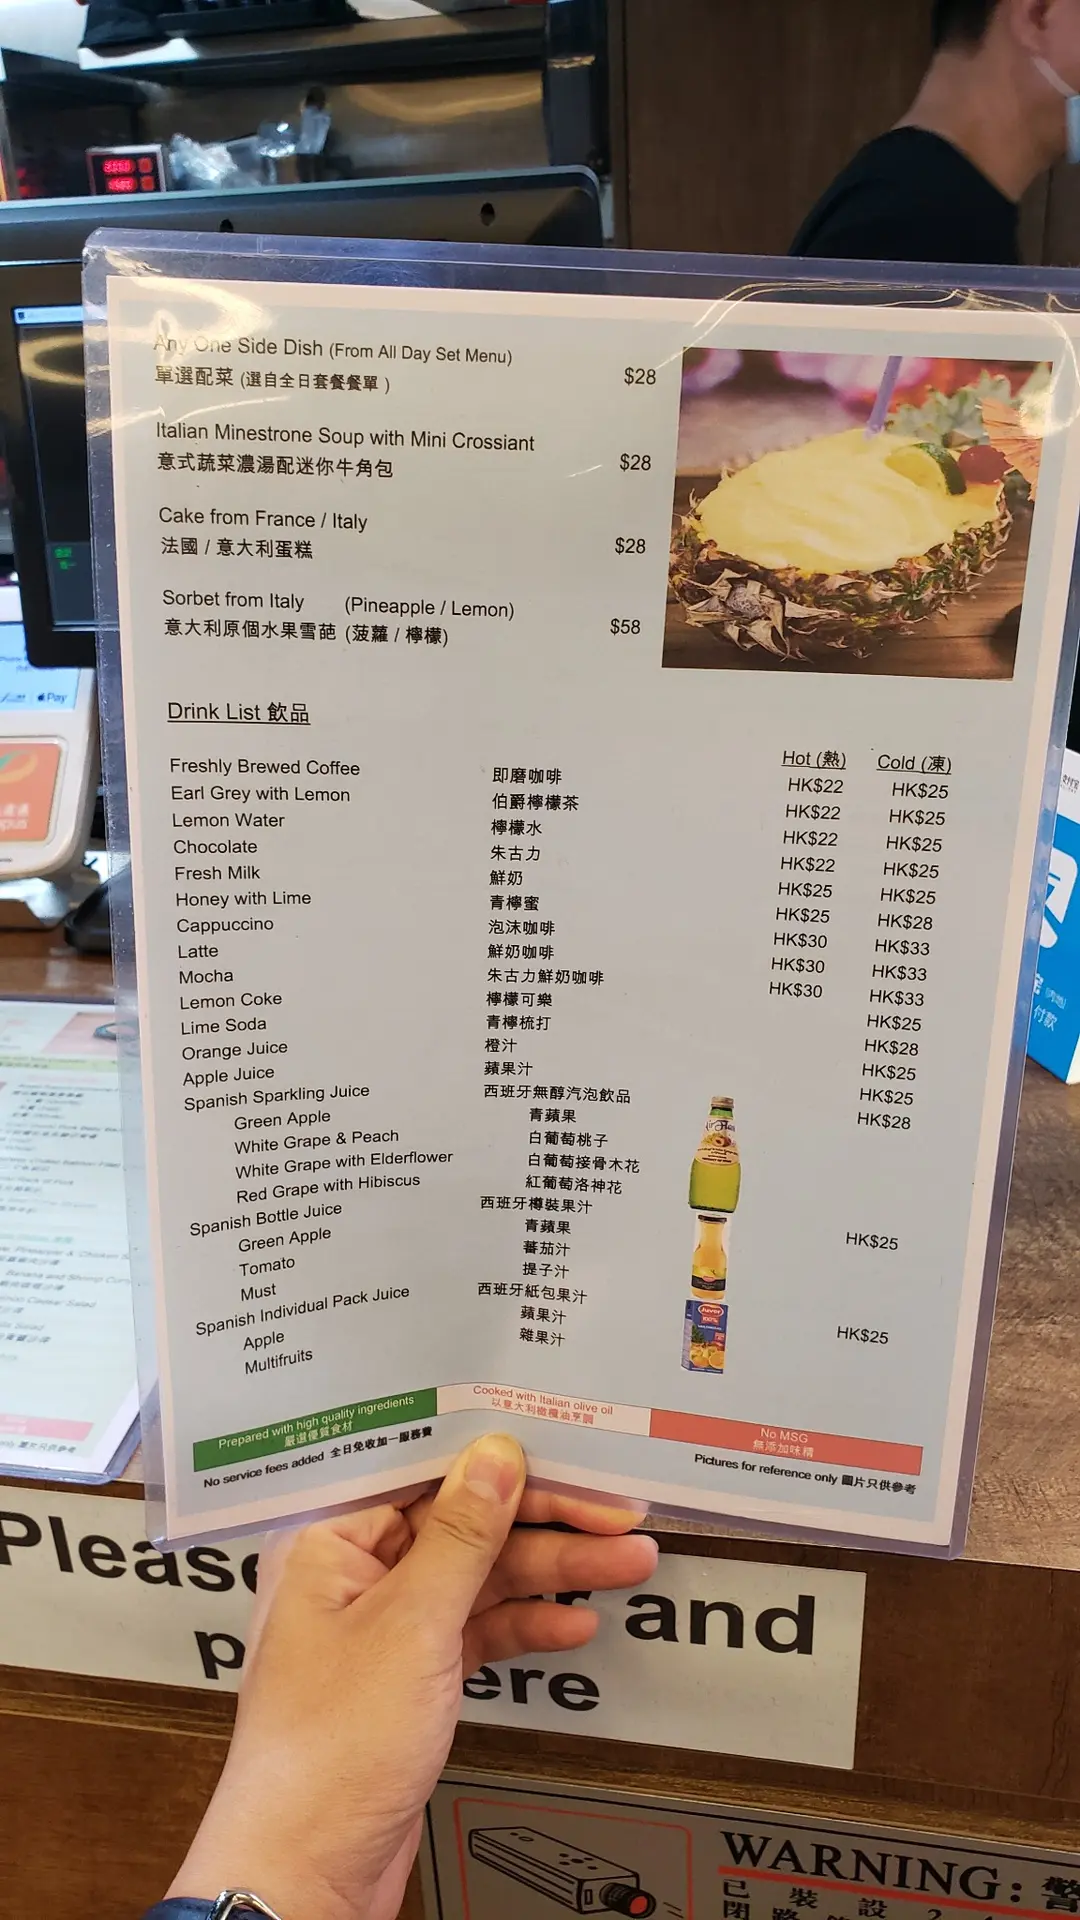 Any One Side Dish (From All Day Set Menu)
單選配菜 (選自全日套餐餐單 ) $28
Italian Minestrone Soup with Mini Crossiant
意式蔬菜濃湯配迷你牛角包 $28
Cake from France / Italy
法國 / 意大利蛋糕 $28
Sorbet from Italy (Pineapple / Lemon)
意大利原個水果雪葩 (菠蘿 / 檸檬) $58
Drink List 飲品
Hot (熱) Cold (凍)
Freshly Brewed Coffee 即磨咖啡 HK$22 HK$25
Earl Grey with Lemon 伯爵檸檬茶 HK$22 HK$25
Lemon Water 檸檬水 HK$22 HK$25
Chocolate 朱古力 HK$22 HK$25
Fresh Milk 鮮奶 HK$25 HK$25
Honey with Lime 青檸蜜 HK$25 HK$28
Cappuccino 泡沫咖啡 HK$30 HK$33
Latte 鮮奶咖啡 HK$30 HK$33
Mocha 朱古力鮮奶咖啡 HK$30 HK$33
Lemon Coke 檸檬可樂 HK$25
Lime Soda 青檸梳打 HK$28
Orange Juice 橙汁 HK$25
Apple Juice 蘋果汁 HK$25
Spanish Sparkling Juice 西班牙無醇汽泡飲品 HK$28
Green Apple 青蘋果
White Grape & Peach 白葡萄桃子
White Grape with Elderflower 白葡萄接骨木花
Red Grape with Hibiscus 紅葡萄洛神花
Spanish Bottle Juice 西班牙樽裝果汁 HK$25
Green Apple 青蘋果
Tomato 蕃茄汁
Must 提子汁
Spanish Individual Pack Juice 西班牙紙包果汁 HK$25
Apple 蘋果汁
Multifruits 雜果汁
Prepared with high quality ingredients
嚴選優質食材
Cooked with Italian olive oil
以意大利橄欖油烹調
No MSG
無添加味精
No service fees added 全日免收加一服務費
Pictures for reference only 圖片只供參考
Pay
Please
and
ere
WARNING: 警
已裝設